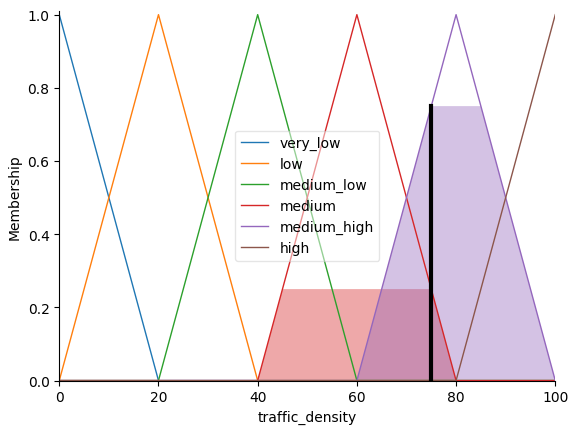 1.0
0.8
0.6
0.4
0.2
0.0
Membership
very_low
low
medium_low
medium
medium_high
high
0 20 40 60 80 100
traffic_density